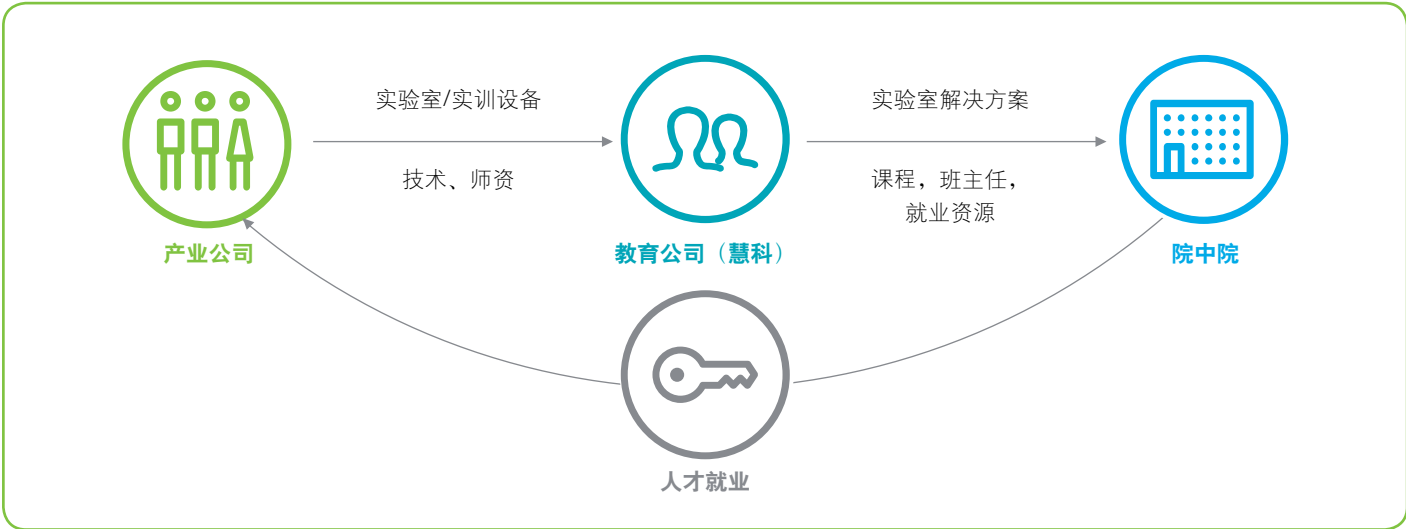 实验室/实训设备
技术、师资
实验室解决方案
课程，班主任，
就业资源
产业公司
教育公司（慧科）
院中院
人才就业